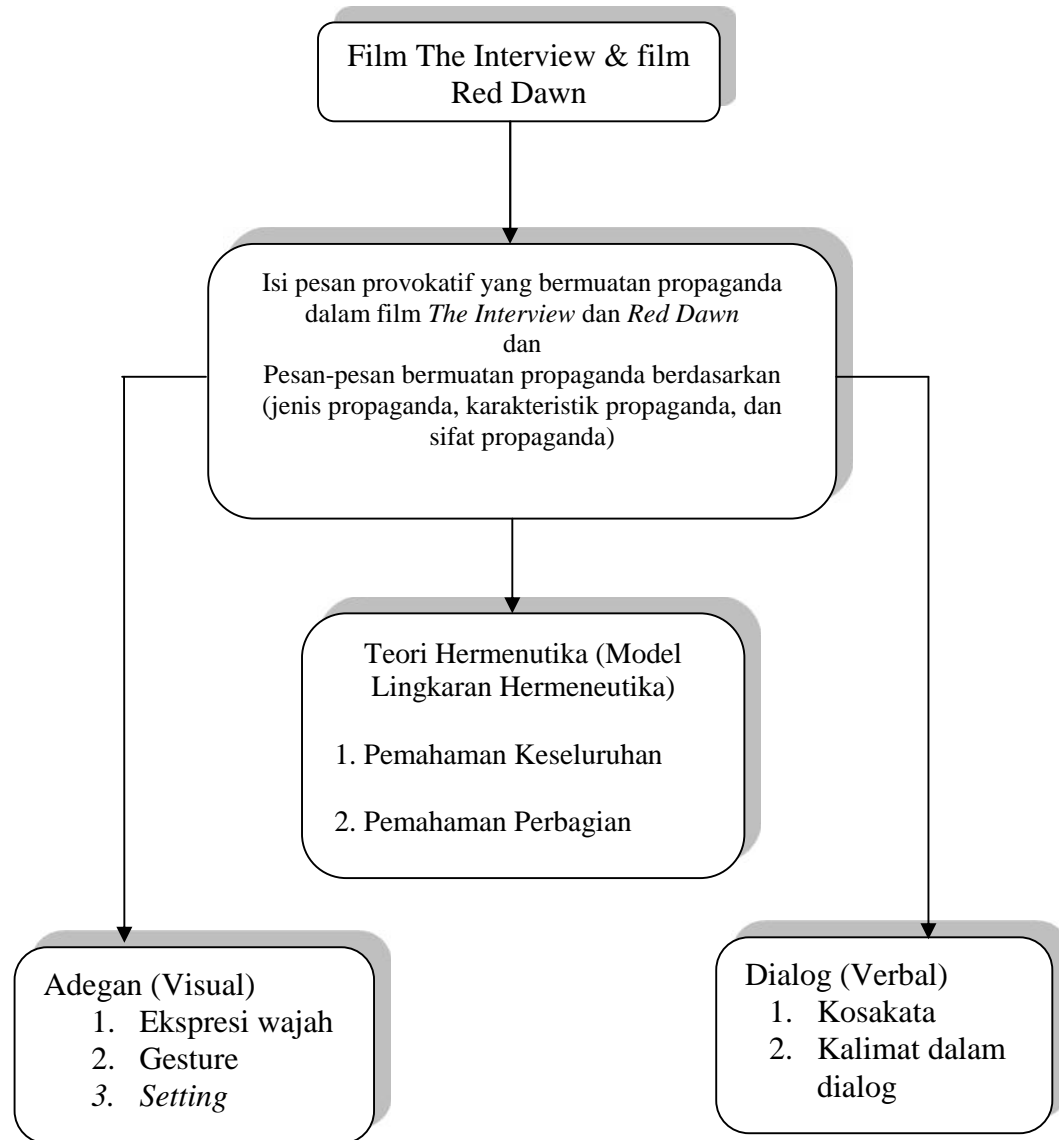 Film The Interview & film
Red Dawn
Isi pesan provokatif yang bermuatan propaganda
dalam film The Interview dan Red Dawn
dan
Pesan-pesan bermuatan propaganda berdasarkan
(jenis propaganda, karakteristik propaganda, dan
sifat propaganda)
Teori Hermenutika (Model
Lingkaran Hermeneutika)
1. Pemahaman Keseluruhan
2. Pemahaman Perbagian
Adegan (Visual)
1. Ekspresi wajah
2. Gesture
3. Setting
Dialog (Verbal)
1. Kosakata
2. Kalimat dalam
dialog